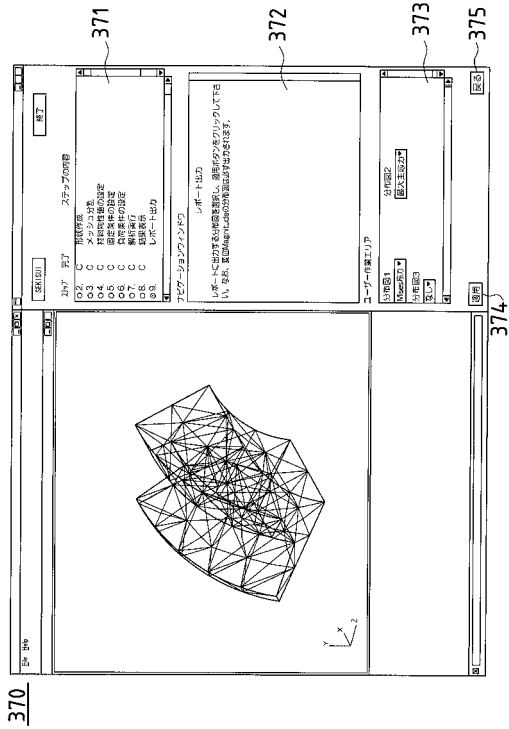 370
File Help
Y
X
Z
SEKISUI
終了
ステップ 完了 ステップの内容
2. C 形状作成
3. C メッシュ分割
4. C 材料物性値の設定
5. C 固定条件の設定
6. C 負荷条件の設定
7. C 解析実行
8. C 結果表示
9. レポート出力
371
ナビゲーションウィンドウ
レポート出力
レポートに出力する分布図を選択し、適用ボタンをクリックして下さ
い。なお、変位Magnitudeの分布図は必ず出力されます。
372
ユーザー作業エリア
分布図1 分布図2
Mises応力 最大主応力
分布図3
なし
373
適用 戻る
374
375